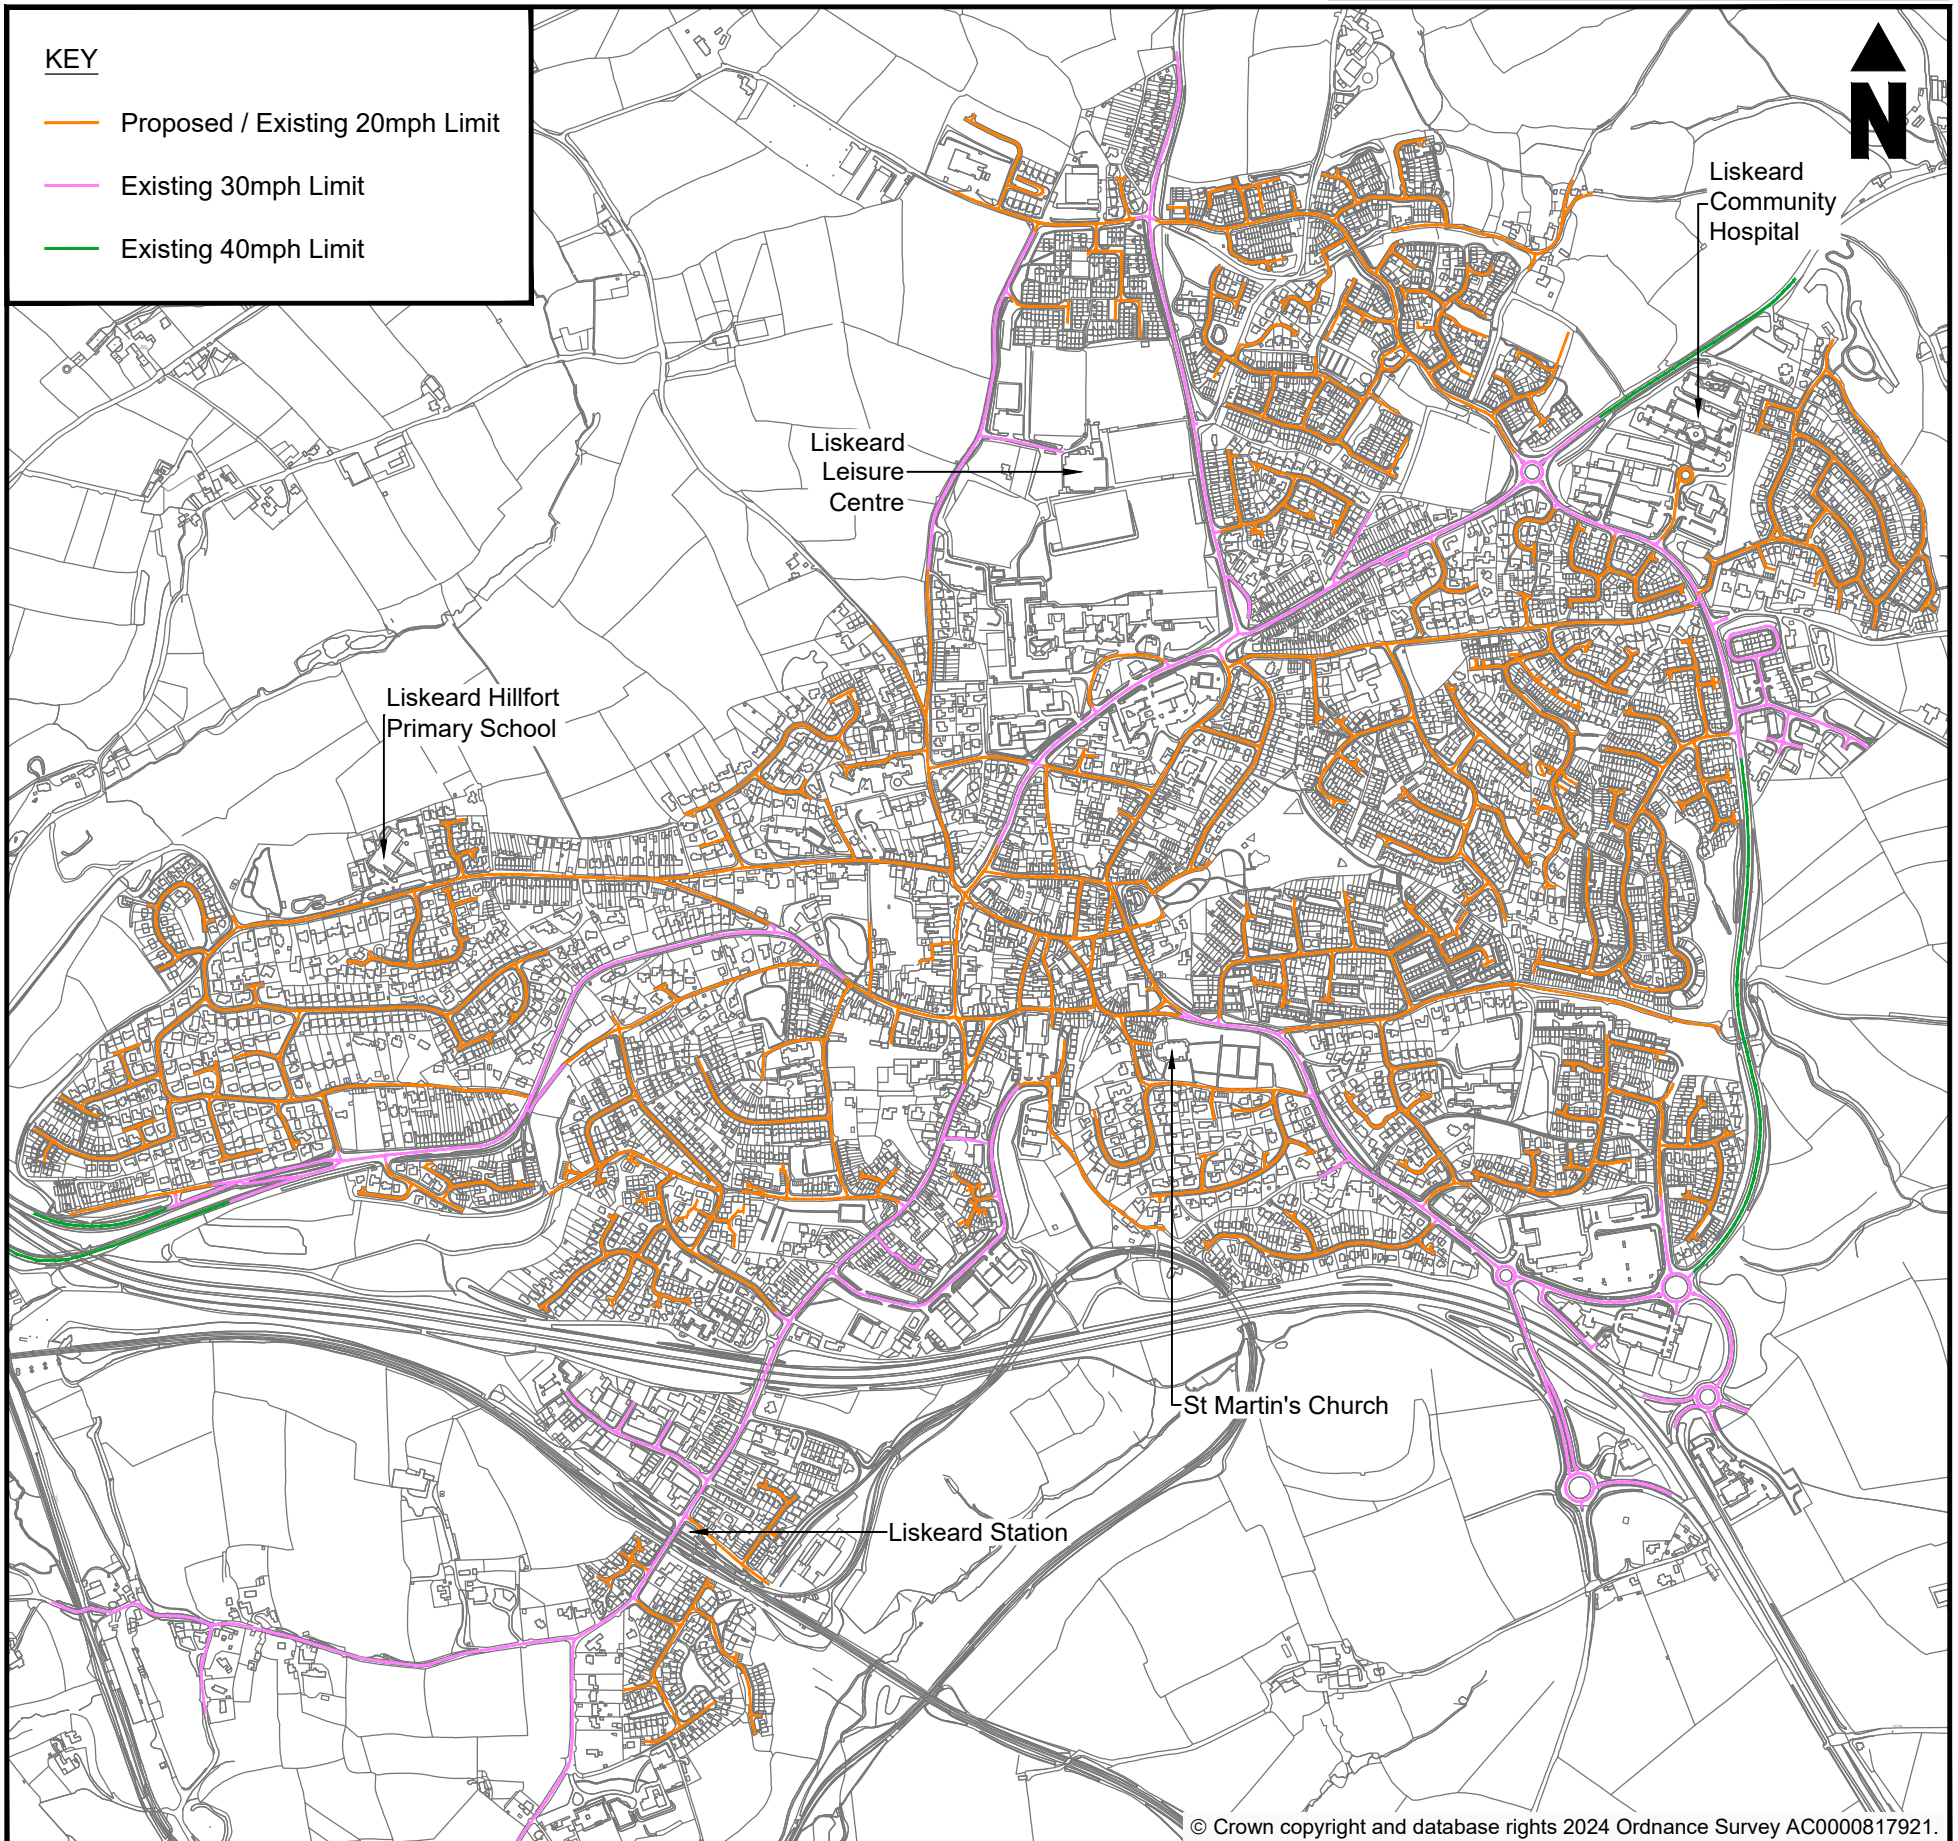 KEY
Proposed / Existing 20mph Limit
Existing 30mph Limit
Existing 40mph Limit
N
Liskeard
Community
Hospital
Liskeard
Leisure
Centre
Liskeard Hillfort
Primary School
St Martin's Church
Liskeard Station
© Crown copyright and database rights 2024 Ordnance Survey AC0000817921.